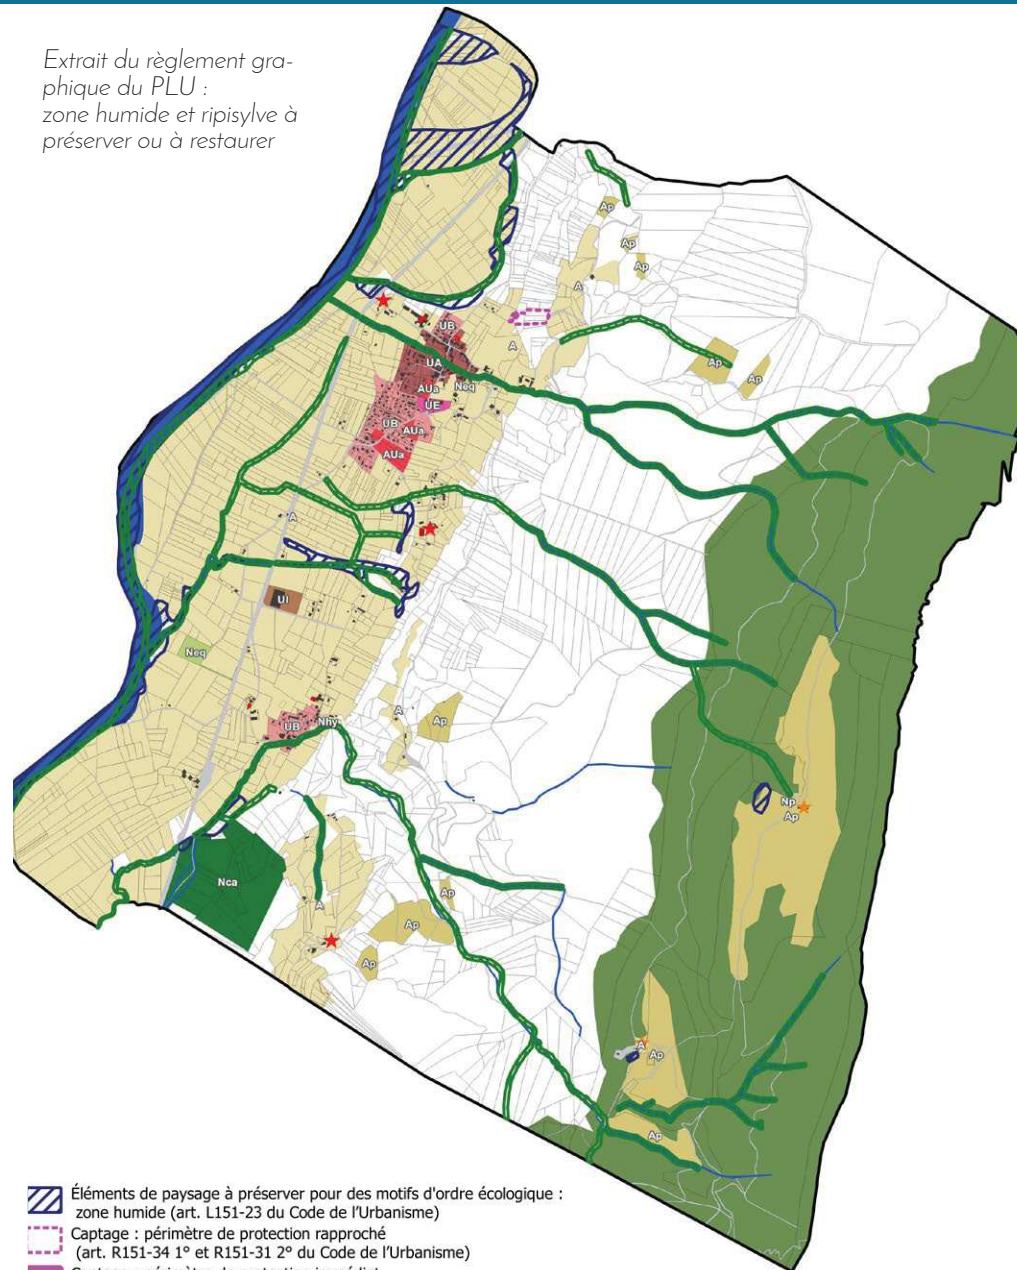 Extrait du règlement gra-
phique du PLU :
zone humide et ripisylve à
préserver ou à restaurer
Ap
Ap
Ap
A
UB
A
UA
Ap
Ap
AUa
Neq
UE
UB
AUa
AUa
A
UI
Neq
A
Ap
UB
Nhy
Np
Ap
Nca
Ap
A
Ap
Ap
A
Ap
Ap
Éléments de paysage à préserver pour des motifs d'ordre écologique :
zone humide (art. L151-23 du Code de l'Urbanisme)
Captage : périmètre de protection rapproché
(art. R151-34 1° et R151-31 2° du Code de l'Urbanisme)